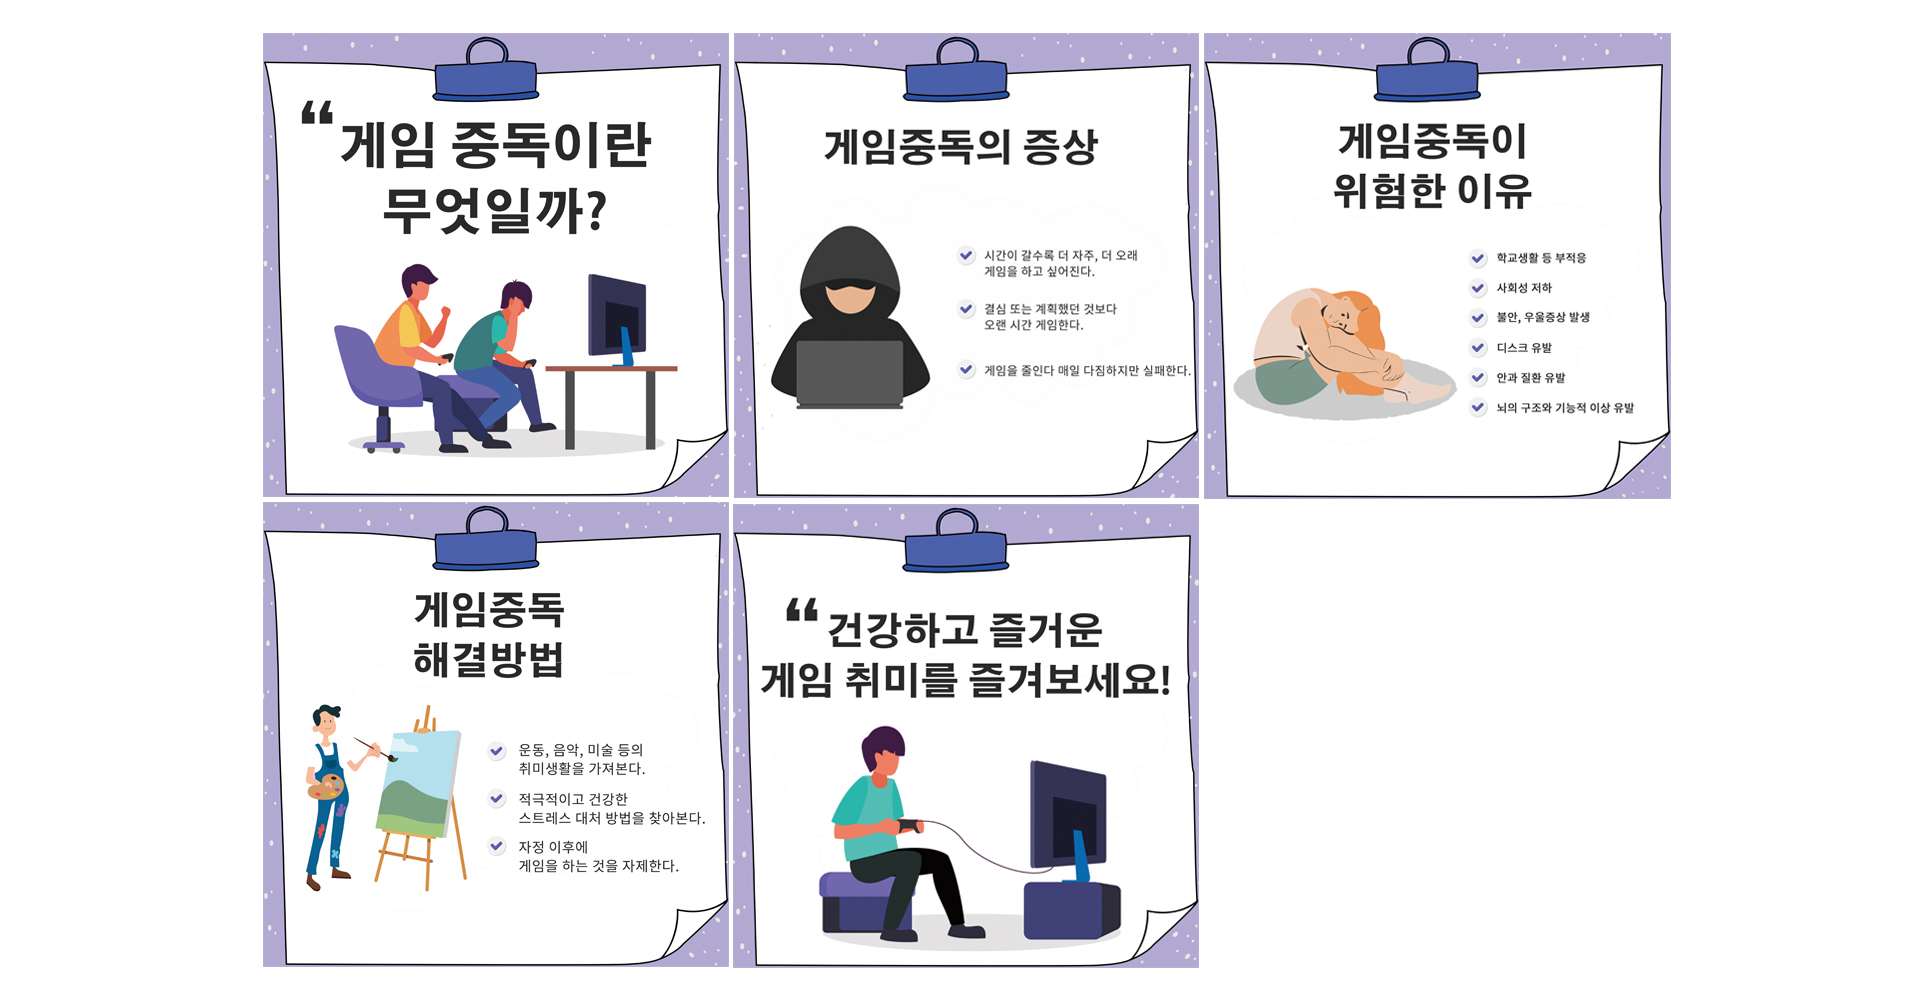 ❝ 게임 중독이란
무엇일까?
게임중독의 증상
시간이 갈수록 더 자주, 더 오래
게임을 하고 싶어진다.
결심 또는 계획했던 것보다
오랜 시간 게임한다.
게임을 줄인다 매일 다짐하지만 실패한다.
게임중독이
위험한 이유
학교생활 등 부적응
사회성 저하
불안, 우울증상 발생
디스크 유발
안과 질환 유발
뇌의 구조와 기능적 이상 유발
게임중독
해결방법
운동, 음악, 미술 등의
취미생활을 가져본다.
적극적이고 건강한
스트레스 대처 방법을 찾아본다.
자정 이후에
게임을 하는 것을 자제한다.
❝ 건강하고 즐거운
게임 취미를 즐겨보세요!